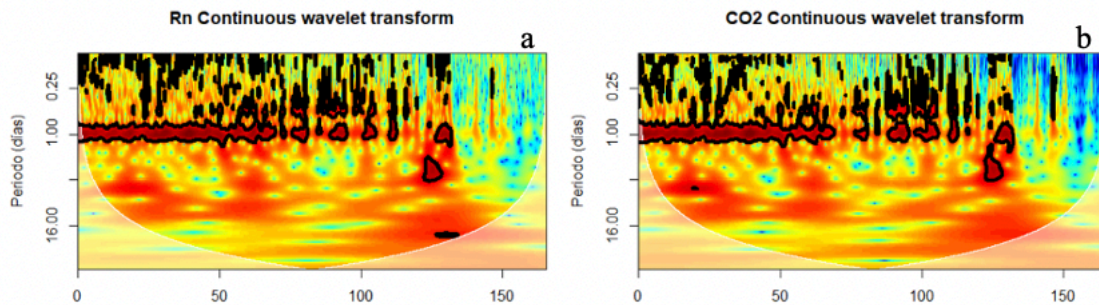 Rn Continuous wavelet transform
a
Periodo (días)
0.25
1.00
16.00
0
50
100
150
CO2 Continuous wavelet transform
b
Periodo (días)
0.25
1.00
16.00
0
50
100
150